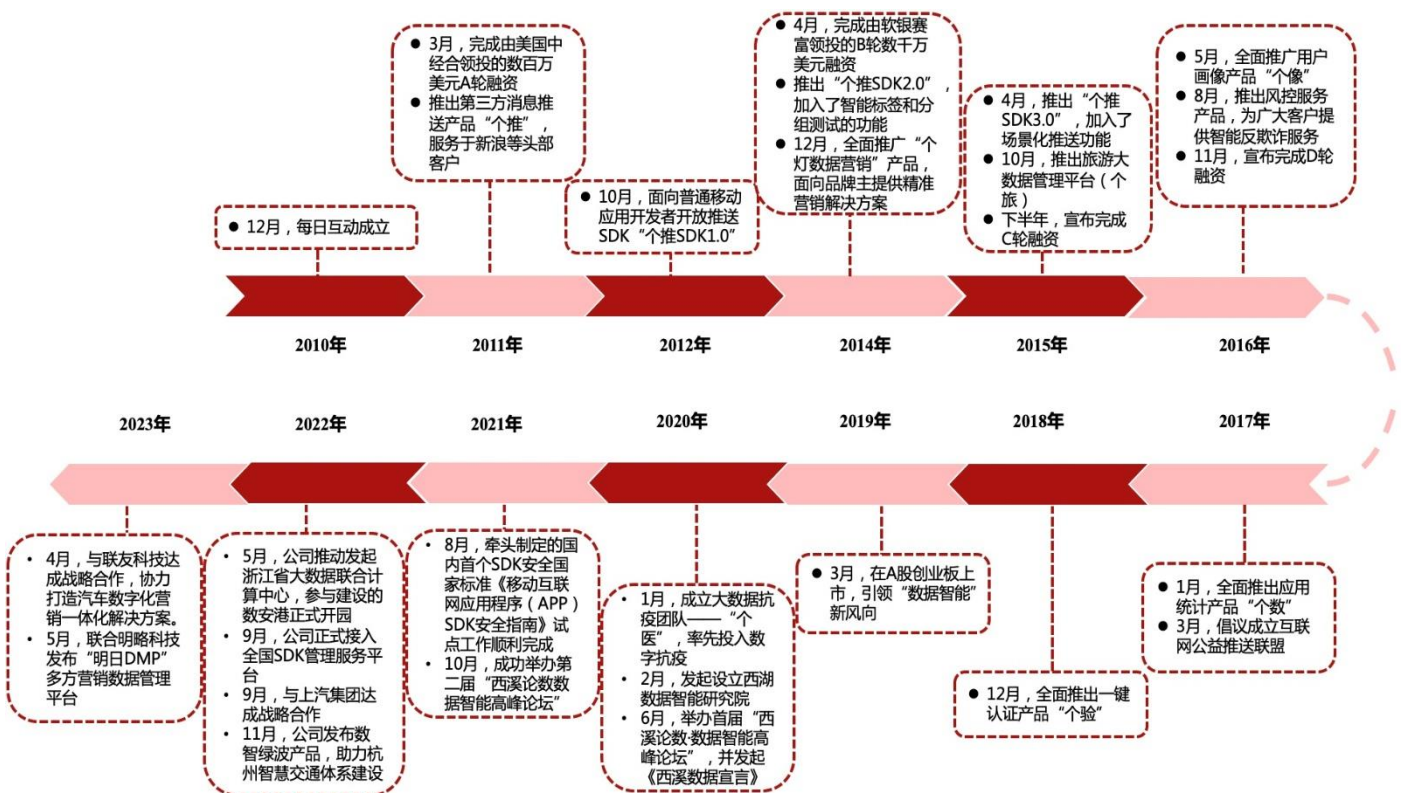 12月，每日互动成立
3月，完成由美国中
经合领投的数百万
美元A轮融资
推出第三方消息推
送产品“个推”，
服务于新浪等头部
客户
10月，面向普通移动
应用开发者开放推送
SDK“个推SDK1.0”
4月，完成由软银赛
富领投的B轮数千万
美元融资
推出“个推SDK2.0”，
加入了智能标签和分
组测试的功能
12月，全面推广“个
灯数据营销”产品，
面向品牌主提供精准
营销解决方案
4月，推出“个推
SDK3.0”，加入了
场景化推送功能
10月，推出旅游大
数据管理平台（个
旅）
下半年，宣布完成
C轮融资
5月，全面推广用户
画像产品“个像”
8月，推出风控服务
产品，为广大客户提
供智能反欺诈服务
11月，宣布完成D轮
融资
2010年
2011年
2012年
2014年
2015年
2016年
2023年
2022年
2021年
2020年
2019年
2018年
2017年
4月，与联友科技达
成战略合作，协力
打造汽车数字化营
销一体化解决方案。
5月，联合明略科技
发布“明日DMP”
多方营销数据管理
平台
5月，公司推动发起
浙江省大数据联合计
算中心，参与建设的
数安港正式开园
9月，公司正式接入
全国SDK管理服务平
台
9月，与上汽集团达
成战略合作
11月，公司发布数
智绿波产品，助力杭
州智慧交通体系建设
8月，牵头制定的国
内首个SDK安全国
家标准《移动互联
网应用程序（APP）
SDK安全指南》试
点工作顺利完成
10月，成功举办第
二届“西溪论数数
据智能高峰论坛”
1月，成立大数据抗
疫团队——“个
医”，率先投入数
字抗疫
2月，发起设立西湖
数据智能研究院
6月，举办首届“西
溪论数·数据智能高
峰论坛”，并发起
《西溪数据宣言》
3月，在A股创业板上
市，引领“数据智能”
新风向
12月，全面推出一键
认证产品“个验”
1月，全面推出应用
统计产品“个数”
3月，倡议成立互联
网公益推送联盟